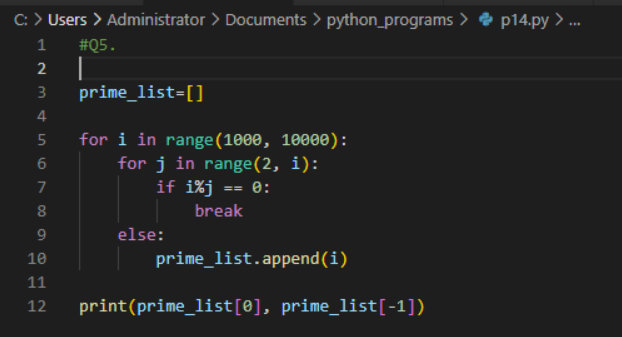 C: > Users > Administrator > Documents > python_programs > p14.py > ...
1 #Q5.
2
3 prime_list=[]
4
5 for i in range(1000, 10000):
6     for j in range(2, i):
7         if i%j == 0:
8             break
9     else:
10         prime_list.append(i)
11
12 print(prime_list[0], prime_list[-1])